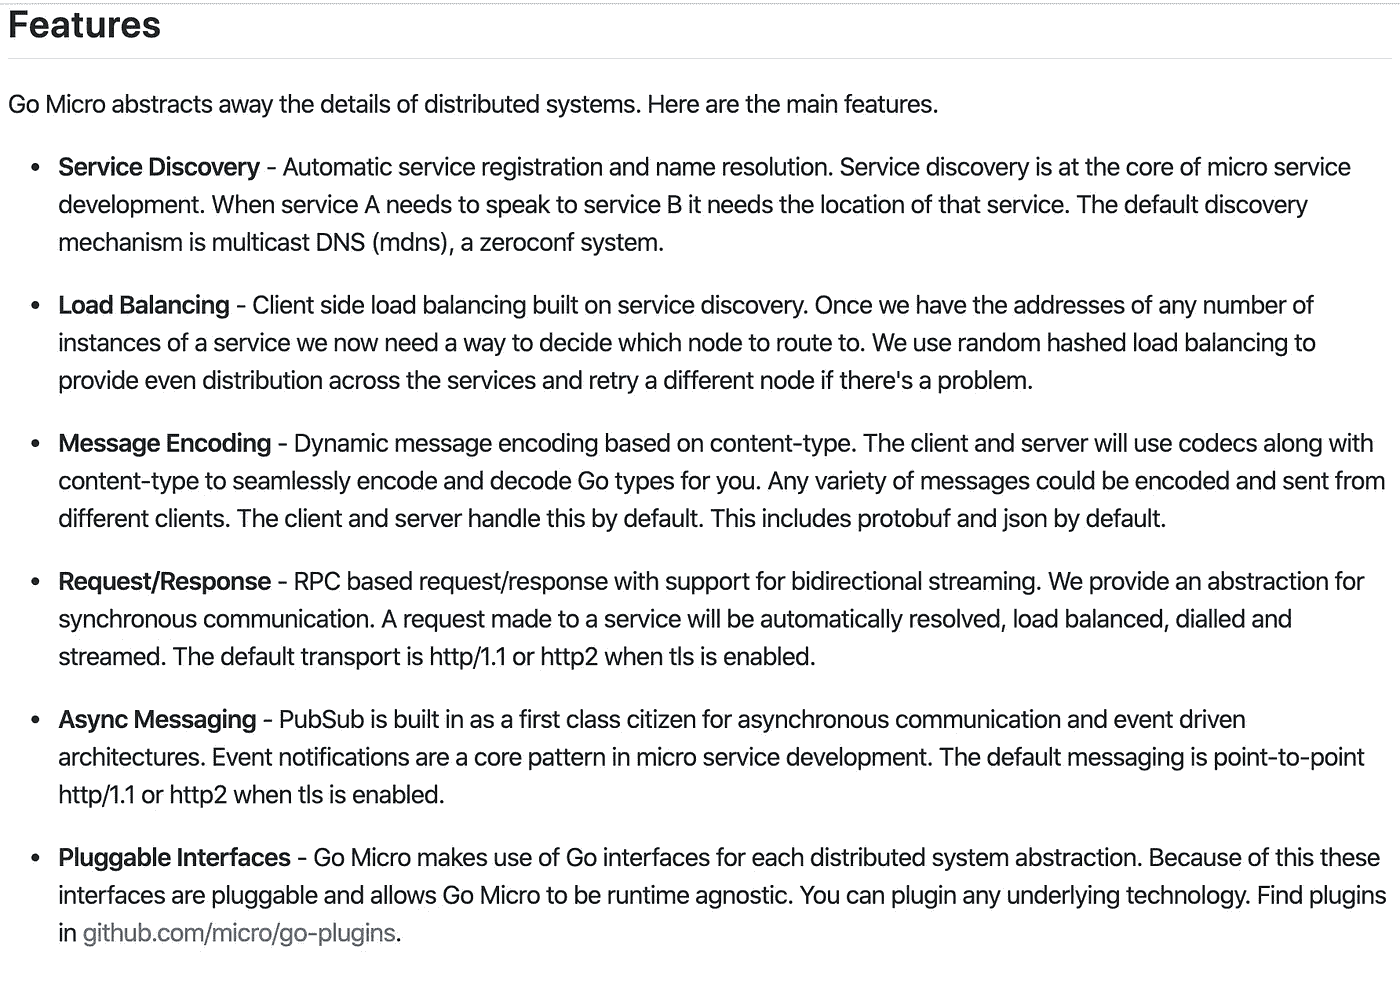 Features
Go Micro abstracts away the details of distributed systems. Here are the main features.
• Service Discovery - Automatic service registration and name resolution. Service discovery is at the core of micro service
development. When service A needs to speak to service B it needs the location of that service. The default discovery
mechanism is multicast DNS (mdns), a zeroconf system.
• Load Balancing - Client side load balancing built on service discovery. Once we have the addresses of any number of
instances of a service we now need a way to decide which node to route to. We use random hashed load balancing to
provide even distribution across the services and retry a different node if there's a problem.
• Message Encoding - Dynamic message encoding based on content-type. The client and server will use codecs along with
content-type to seamlessly encode and decode Go types for you. Any variety of messages could be encoded and sent from
different clients. The client and server handle this by default. This includes protobuf and json by default.
• Request/Response - RPC based request/response with support for bidirectional streaming. We provide an abstraction for
synchronous communication. A request made to a service will be automatically resolved, load balanced, dialled and
streamed. The default transport is http/1.1 or http2 when tls is enabled.
• Async Messaging - PubSub is built in as a first class citizen for asynchronous communication and event driven
architectures. Event notifications are a core pattern in micro service development. The default messaging is point-to-point
http/1.1 or http2 when tls is enabled.
• Pluggable Interfaces - Go Micro makes use of Go interfaces for each distributed system abstraction. Because of this these
interfaces are pluggable and allows Go Micro to be runtime agnostic. You can plugin any underlying technology. Find plugins
in github.com/micro/go-plugins.